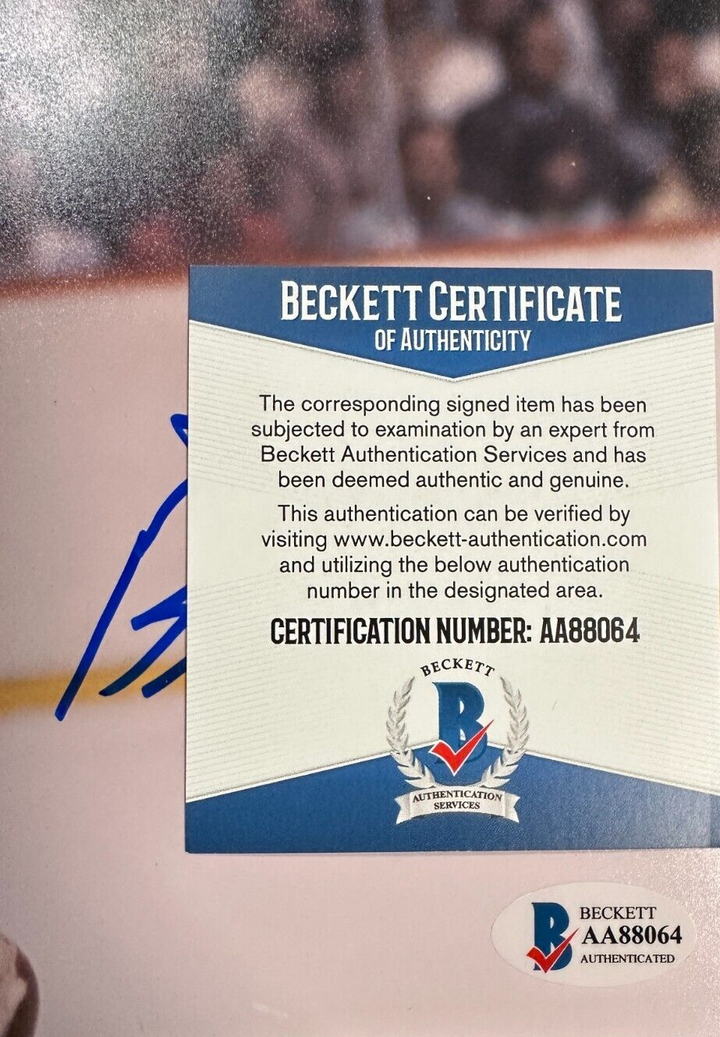 BECKETT CERTIFICATE
OF AUTHENTICITY
The corresponding signed item has been
subjected to examination by an expert from
Beckett Authentication Services and has
been deemed authentic and genuine.
This authentication can be verified by
visiting www.beckett-authentication.com
and utilizing the below authentication
number in the designated area.
CERTIFICATION NUMBER: AA88064
BECKETT
B
AUTHENTICATION
SERVICES
B
BECKETT
AA88064
AUTHENTICATED